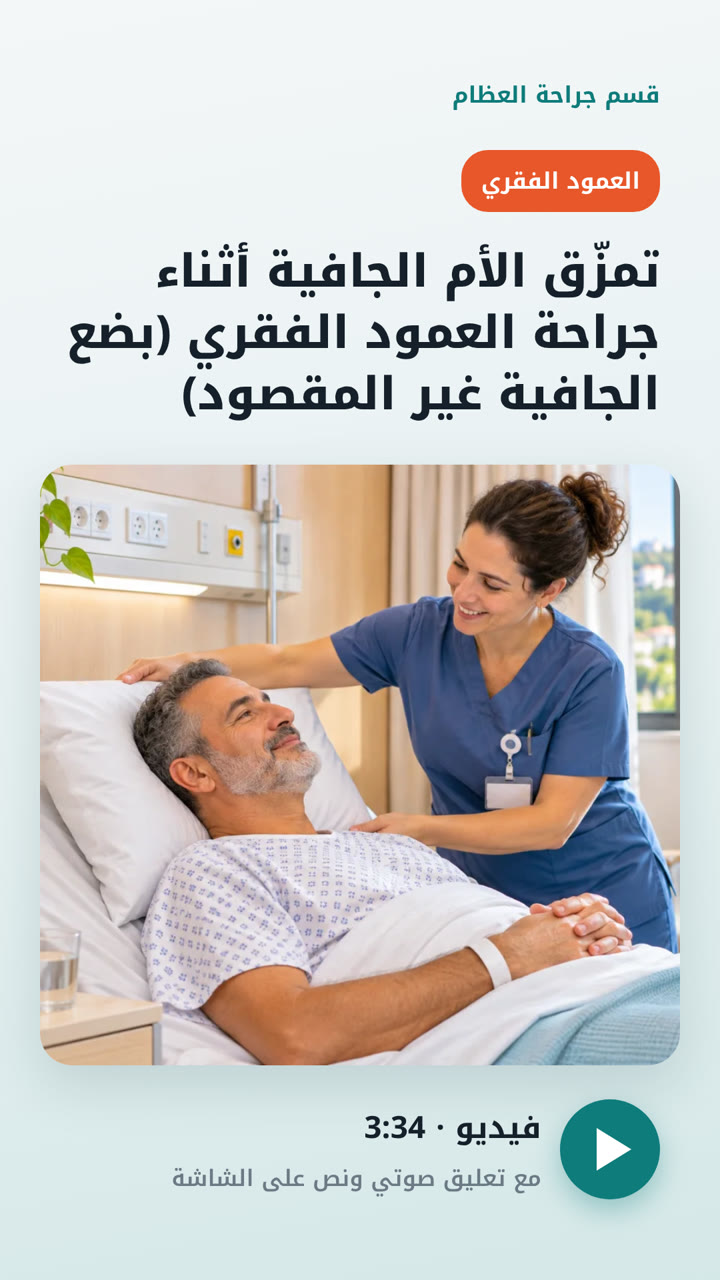 قسم جراحة العظام
العمود الفقري
تمزّق الأم الجافية أثناء
جراحة العمود الفقري (بضع
الجافية غير المقصود)
فيديو · 3:34
مع تعليق صوتي ونص على الشاشة